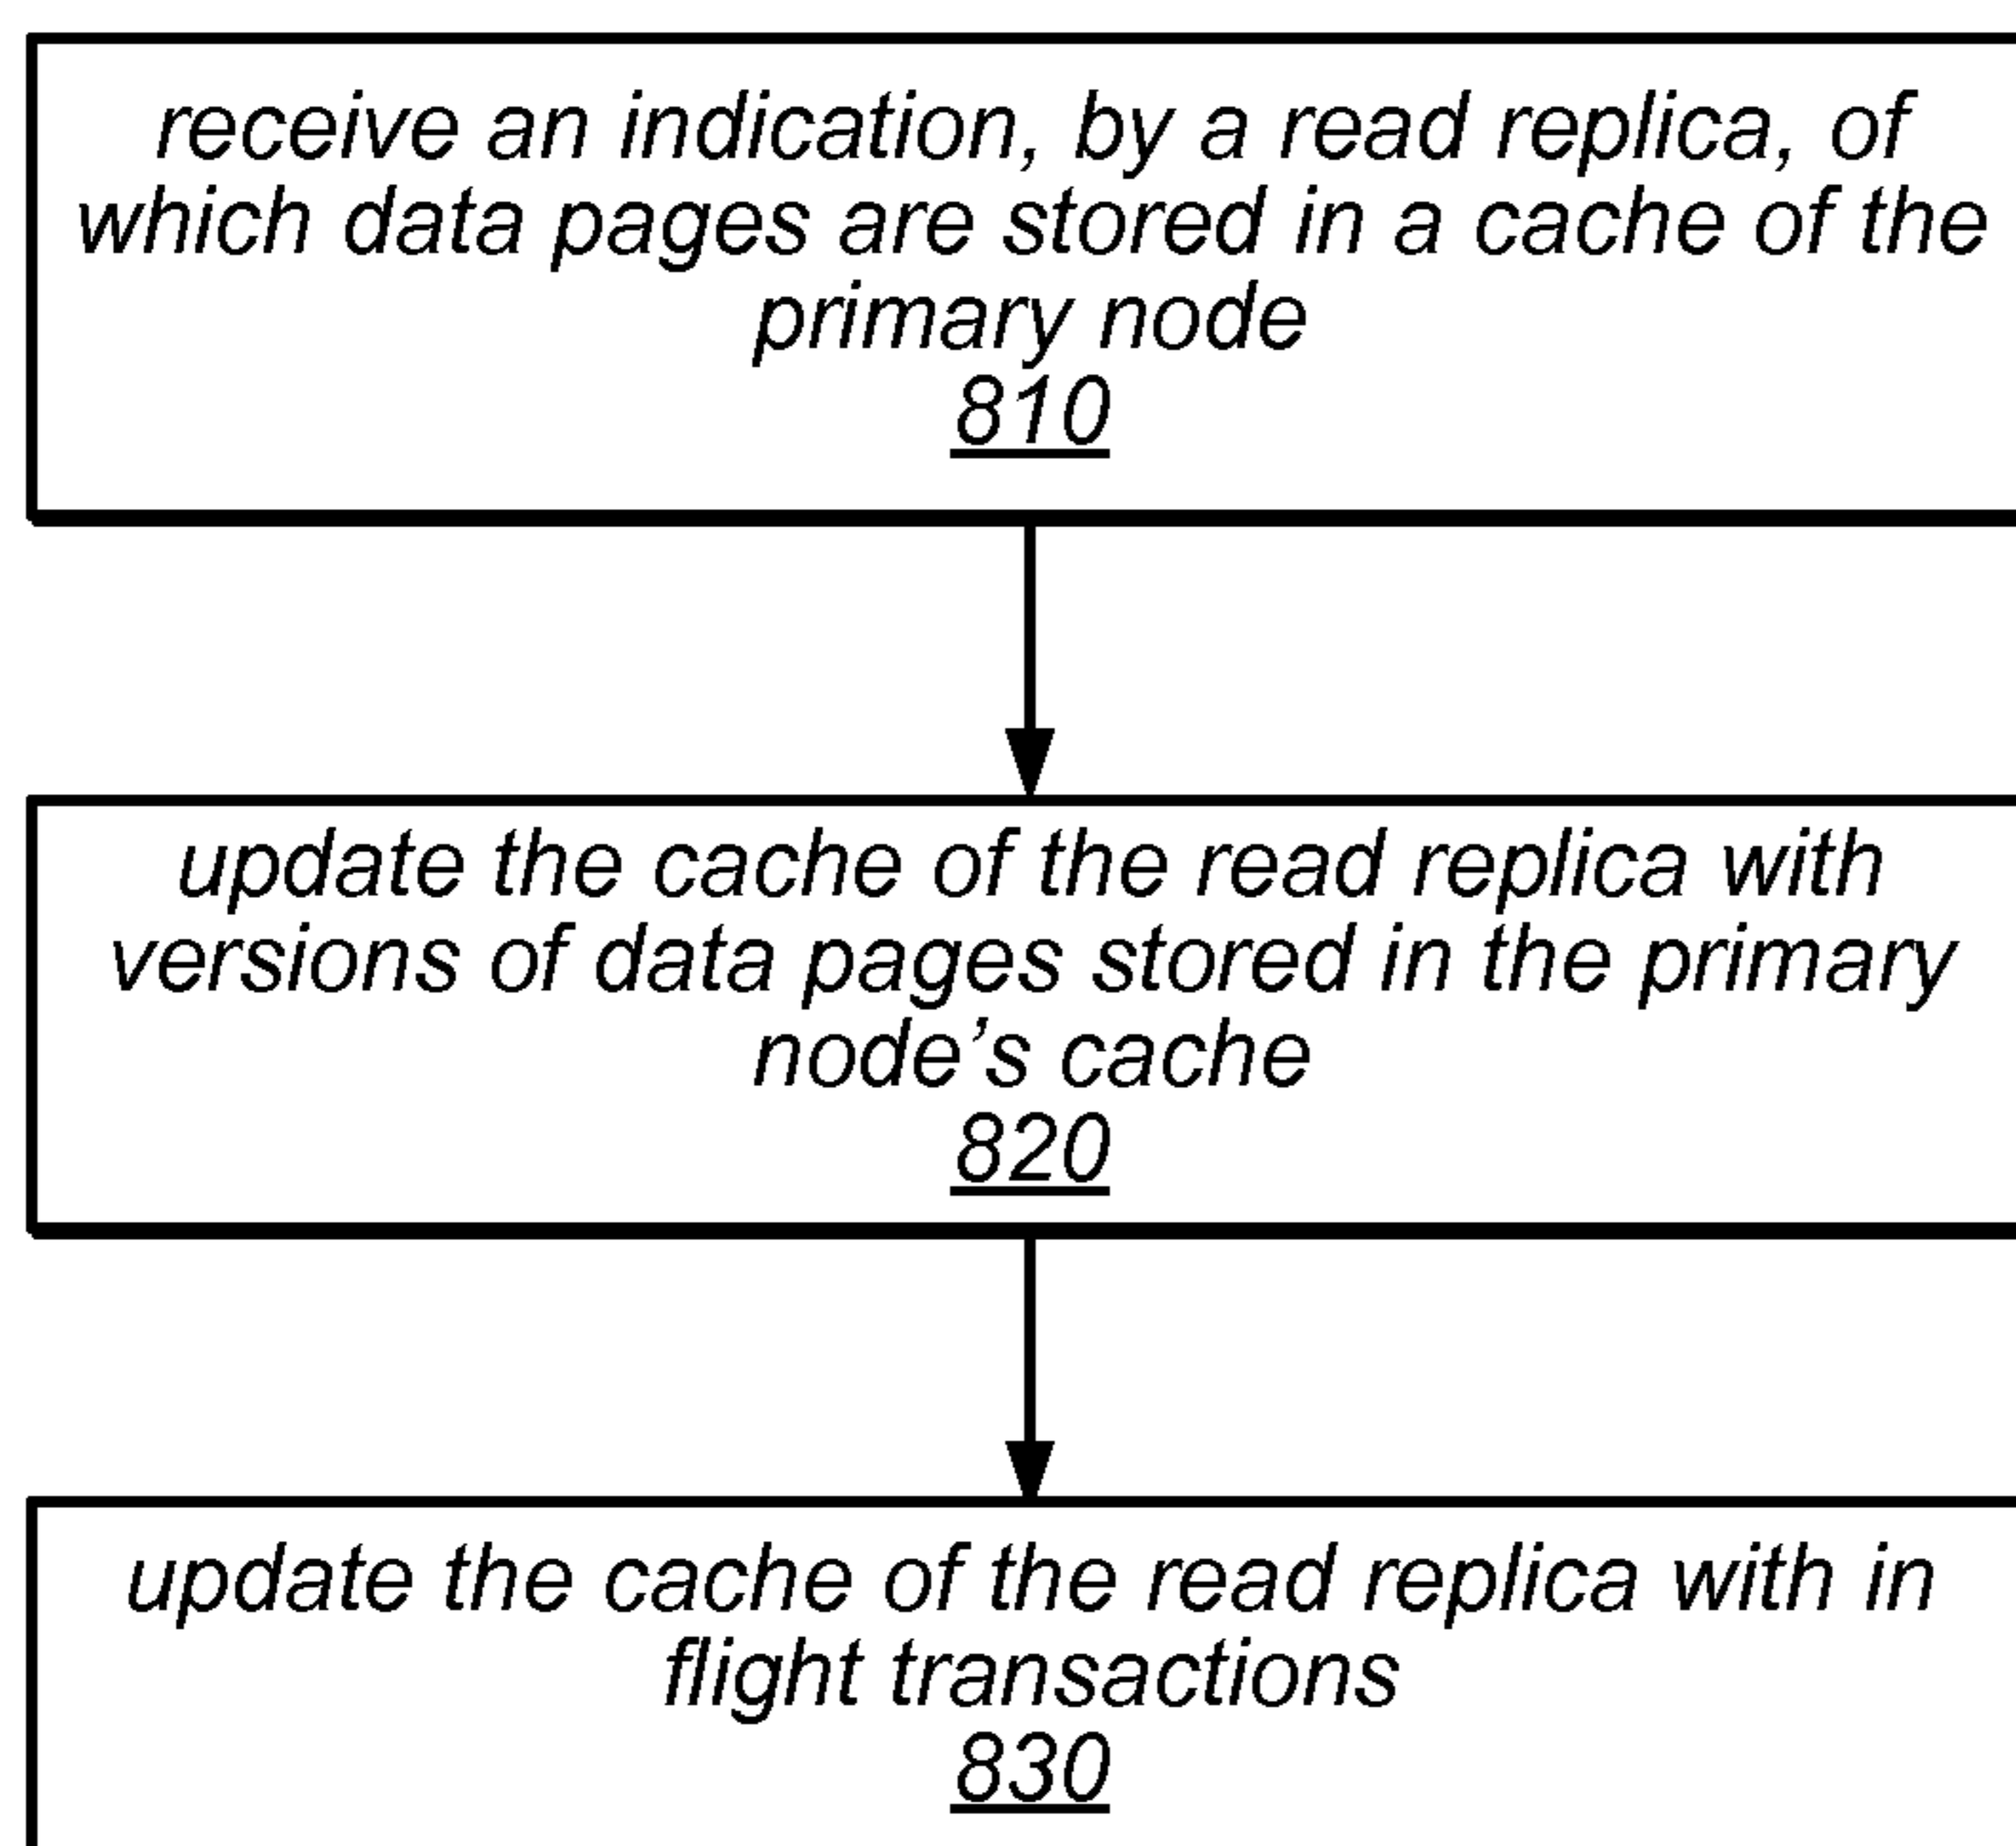 receive an indication, by a read replica, of
which data pages are stored in a cache of the
primary node
810
update the cache of the read replica with
versions of data pages stored in the primary
node’s cache
820
update the cache of the read replica with in
flight transactions
830